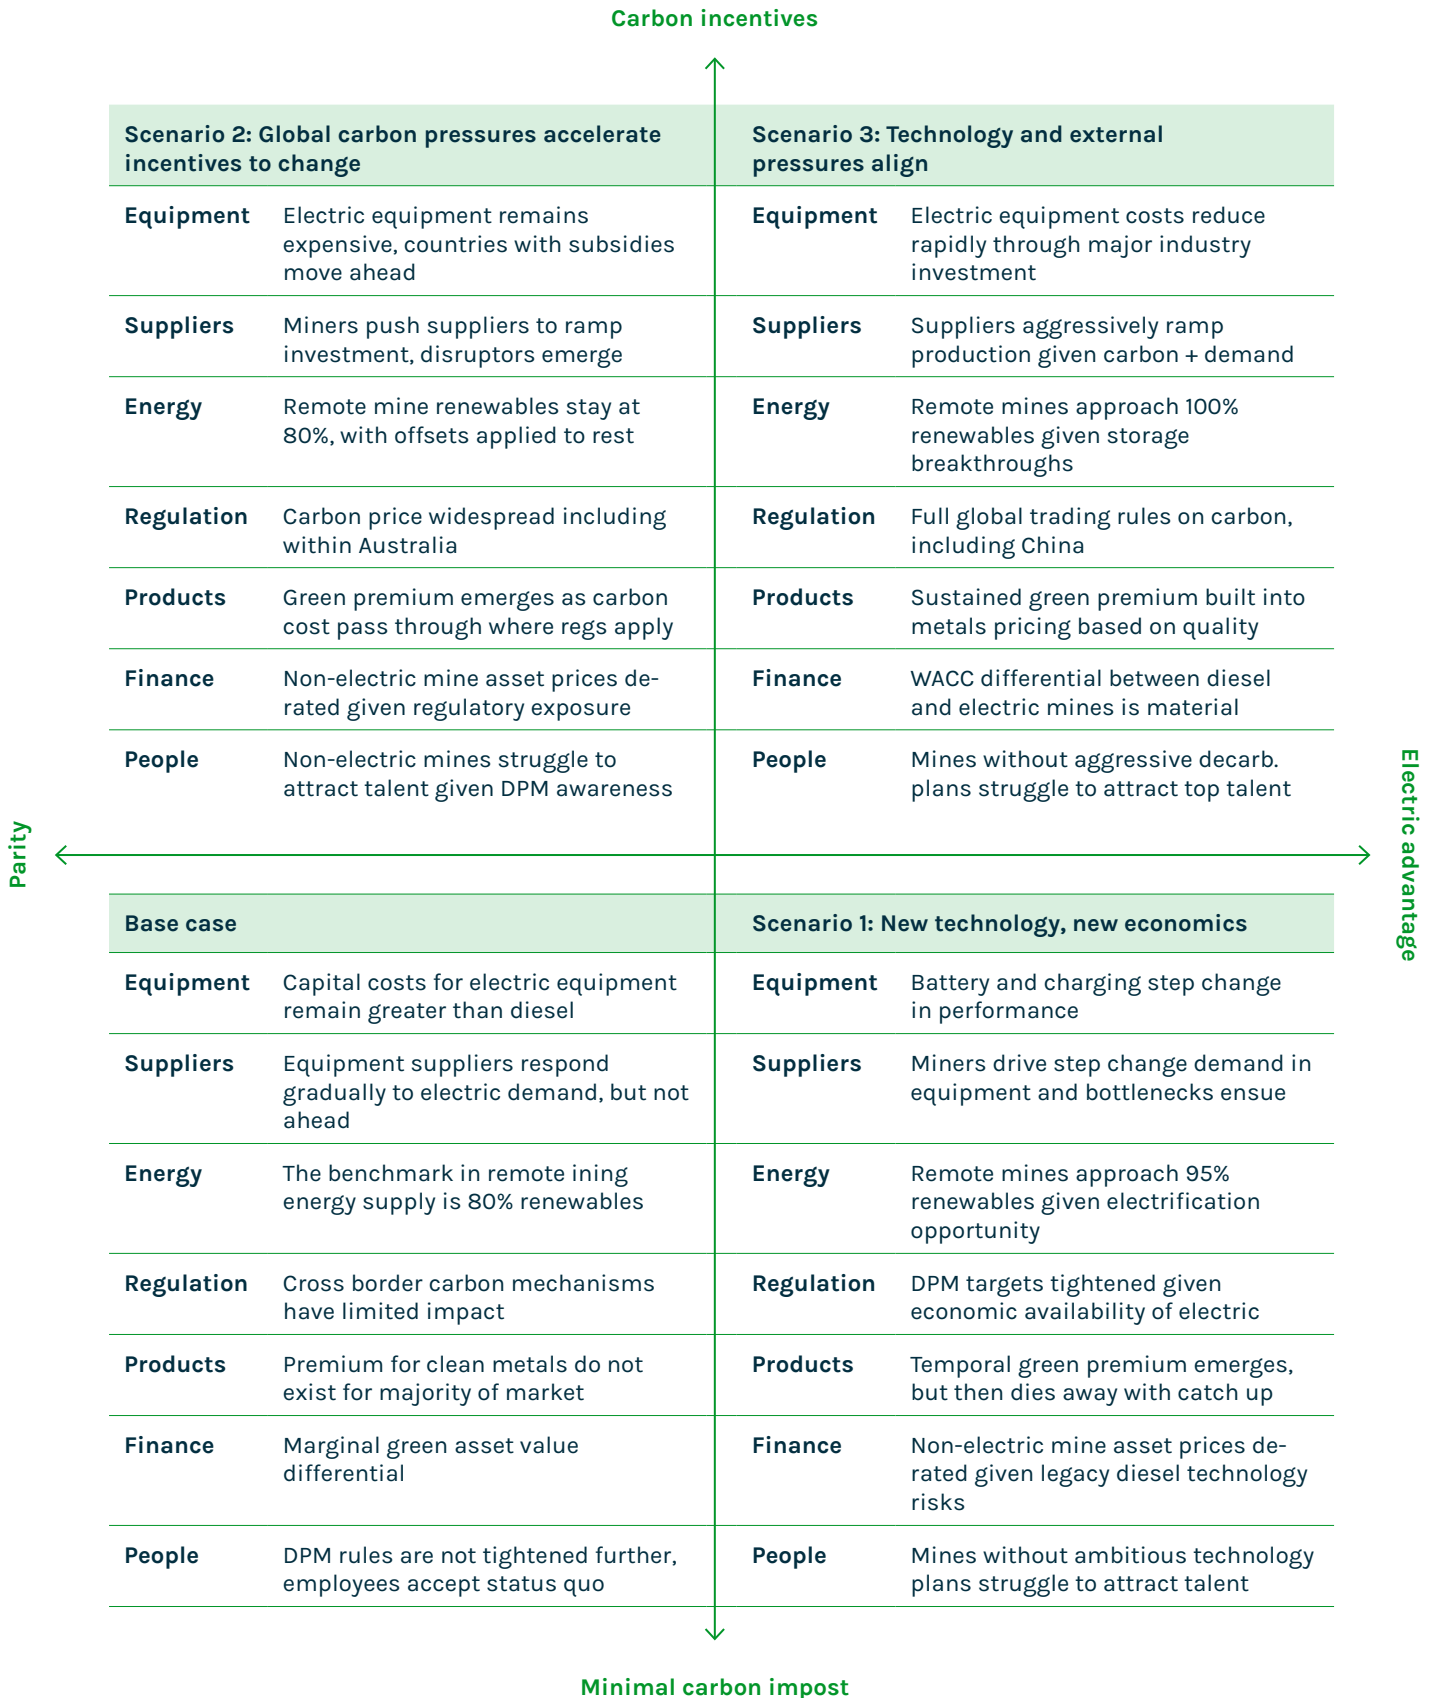 Carbon incentives
Scenario 2: Global carbon pressures accelerate
incentives to change
Equipment
Electric equipment remains
expensive, countries with subsidies
move ahead
Suppliers
Miners push suppliers to ramp
investment, disruptors emerge
Energy
Remote mine renewables stay at
80%, with offsets applied to rest
Regulation
Carbon price widespread including
within Australia
Products
Green premium emerges as carbon
cost pass through where regs apply
Finance
Non-electric mine asset prices de-
rated given regulatory exposure
People
Non-electric mines struggle to
attract talent given DPM awareness
Scenario 3: Technology and external
pressures align
Equipment
Electric equipment costs reduce
rapidly through major industry
investment
Suppliers
Suppliers aggressively ramp
production given carbon + demand
Energy
Remote mines approach 100%
renewables given storage
breakthroughs
Regulation
Full global trading rules on carbon,
including China
Products
Sustained green premium built into
metals pricing based on quality
Finance
WACC differential between diesel
and electric mines is material
People
Mines without aggressive decarb.
plans struggle to attract top talent
Parity
Electric advantage
Base case
Equipment
Capital costs for electric equipment
remain greater than diesel
Suppliers
Equipment suppliers respond
gradually to electric demand, but not
ahead
Energy
The benchmark in remote ining
energy supply is 80% renewables
Regulation
Cross border carbon mechanisms
have limited impact
Products
Premium for clean metals do not
exist for majority of market
Finance
Marginal green asset value
differential
People
DPM rules are not tightened further,
employees accept status quo
Scenario 1: New technology, new economics
Equipment
Battery and charging step change
in performance
Suppliers
Miners drive step change demand in
equipment and bottlenecks ensue
Energy
Remote mines approach 95%
renewables given electrification
opportunity
Regulation
DPM targets tightened given
economic availability of electric
Products
Temporal green premium emerges,
but then dies away with catch up
Finance
Non-electric mine asset prices de-
rated given legacy diesel technology
risks
People
Mines without ambitious technology
plans struggle to attract talent
Minimal carbon impost